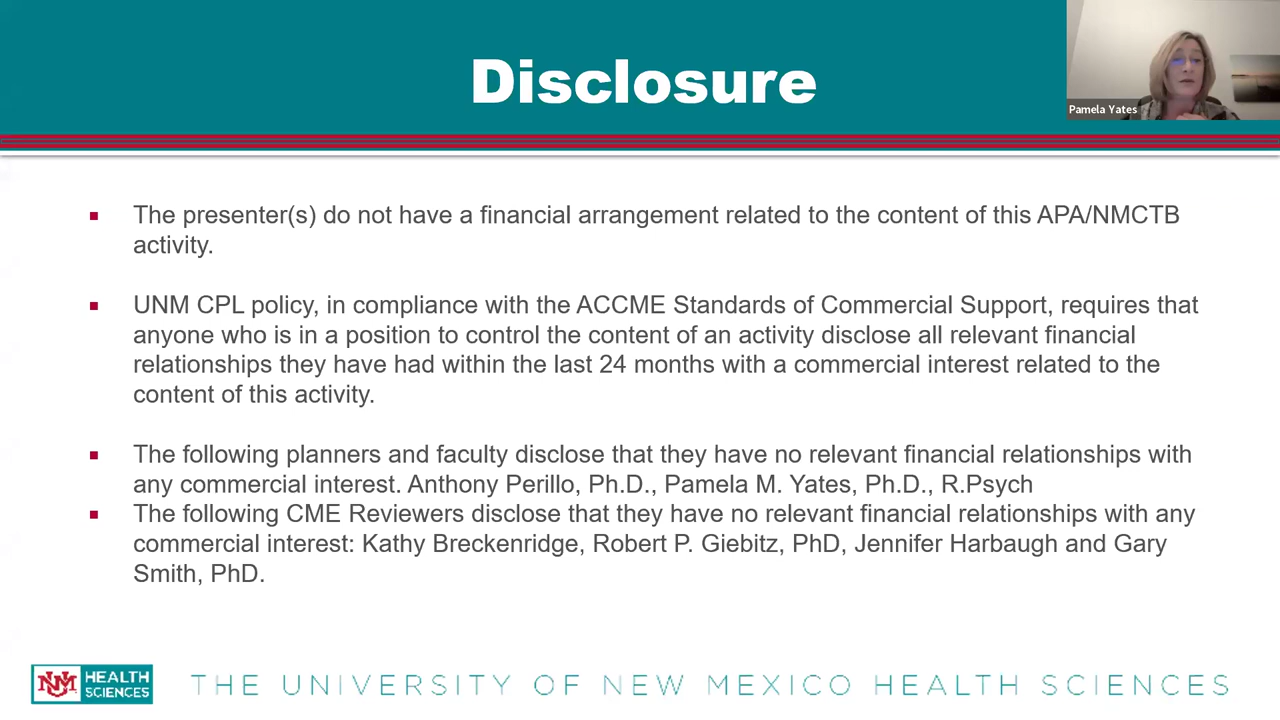 Disclosure
Pamela Yates
▪ The presenter(s) do not have a financial arrangement related to the content of this APA/NMCTB
activity.
▪ UNM CPL policy, in compliance with the ACCME Standards of Commercial Support, requires that
anyone who is in a position to control the content of an activity disclose all relevant financial
relationships they have had within the last 24 months with a commercial interest related to the
content of this activity.
▪ The following planners and faculty disclose that they have no relevant financial relationships with
any commercial interest. Anthony Perillo, Ph.D., Pamela M. Yates, Ph.D., R.Psych
▪ The following CME Reviewers disclose that they have no relevant financial relationships with any
commercial interest: Kathy Breckenridge, Robert P. Giebitz, PhD, Jennifer Harbaugh and Gary
Smith, PhD.
UNM HEALTH
SCIENCES
THE UNIVERSITY OF NEW MEXICO HEALTH SCIENCES